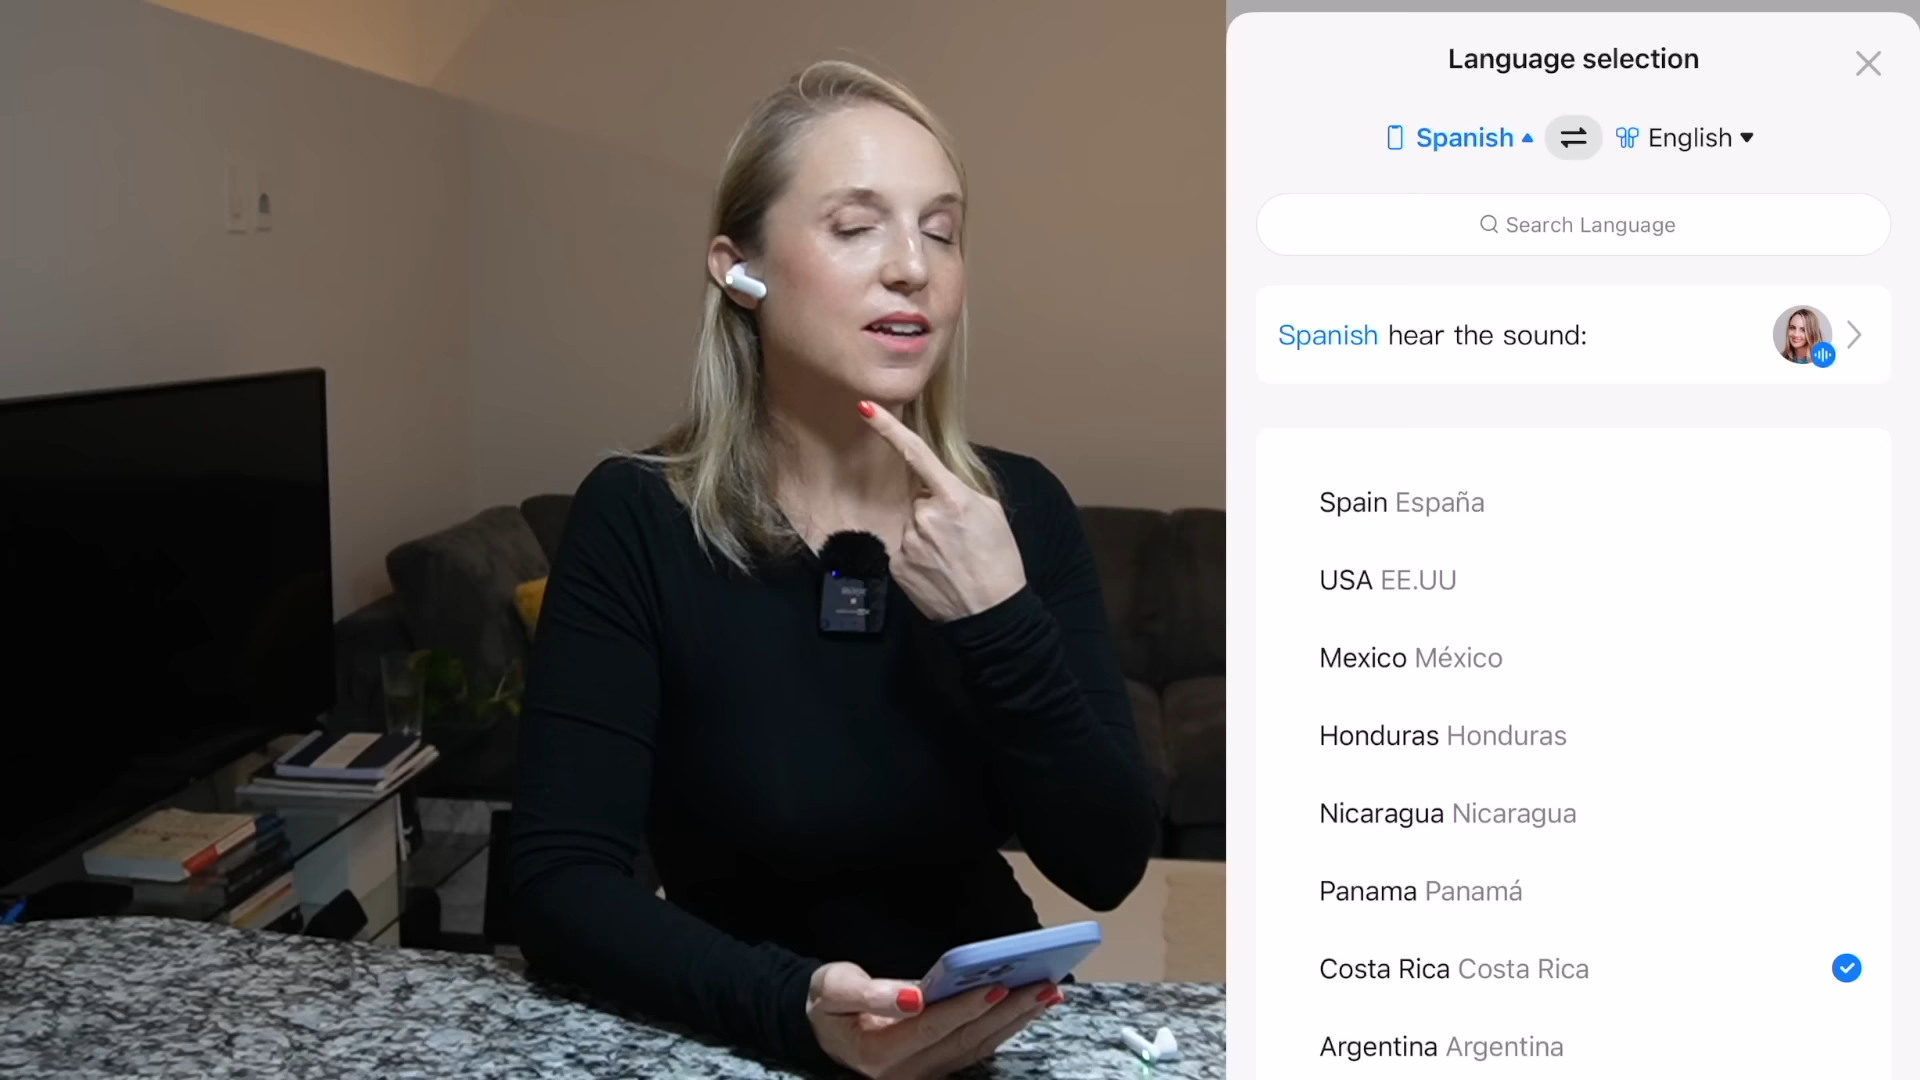 Language selection
Spanish English
Search Language
Spanish hear the sound:
Spain España
USA EE.UU
Mexico México
Honduras Honduras
Nicaragua Nicaragua
Panama Panamá
Costa Rica Costa Rica
Argentina Argentina